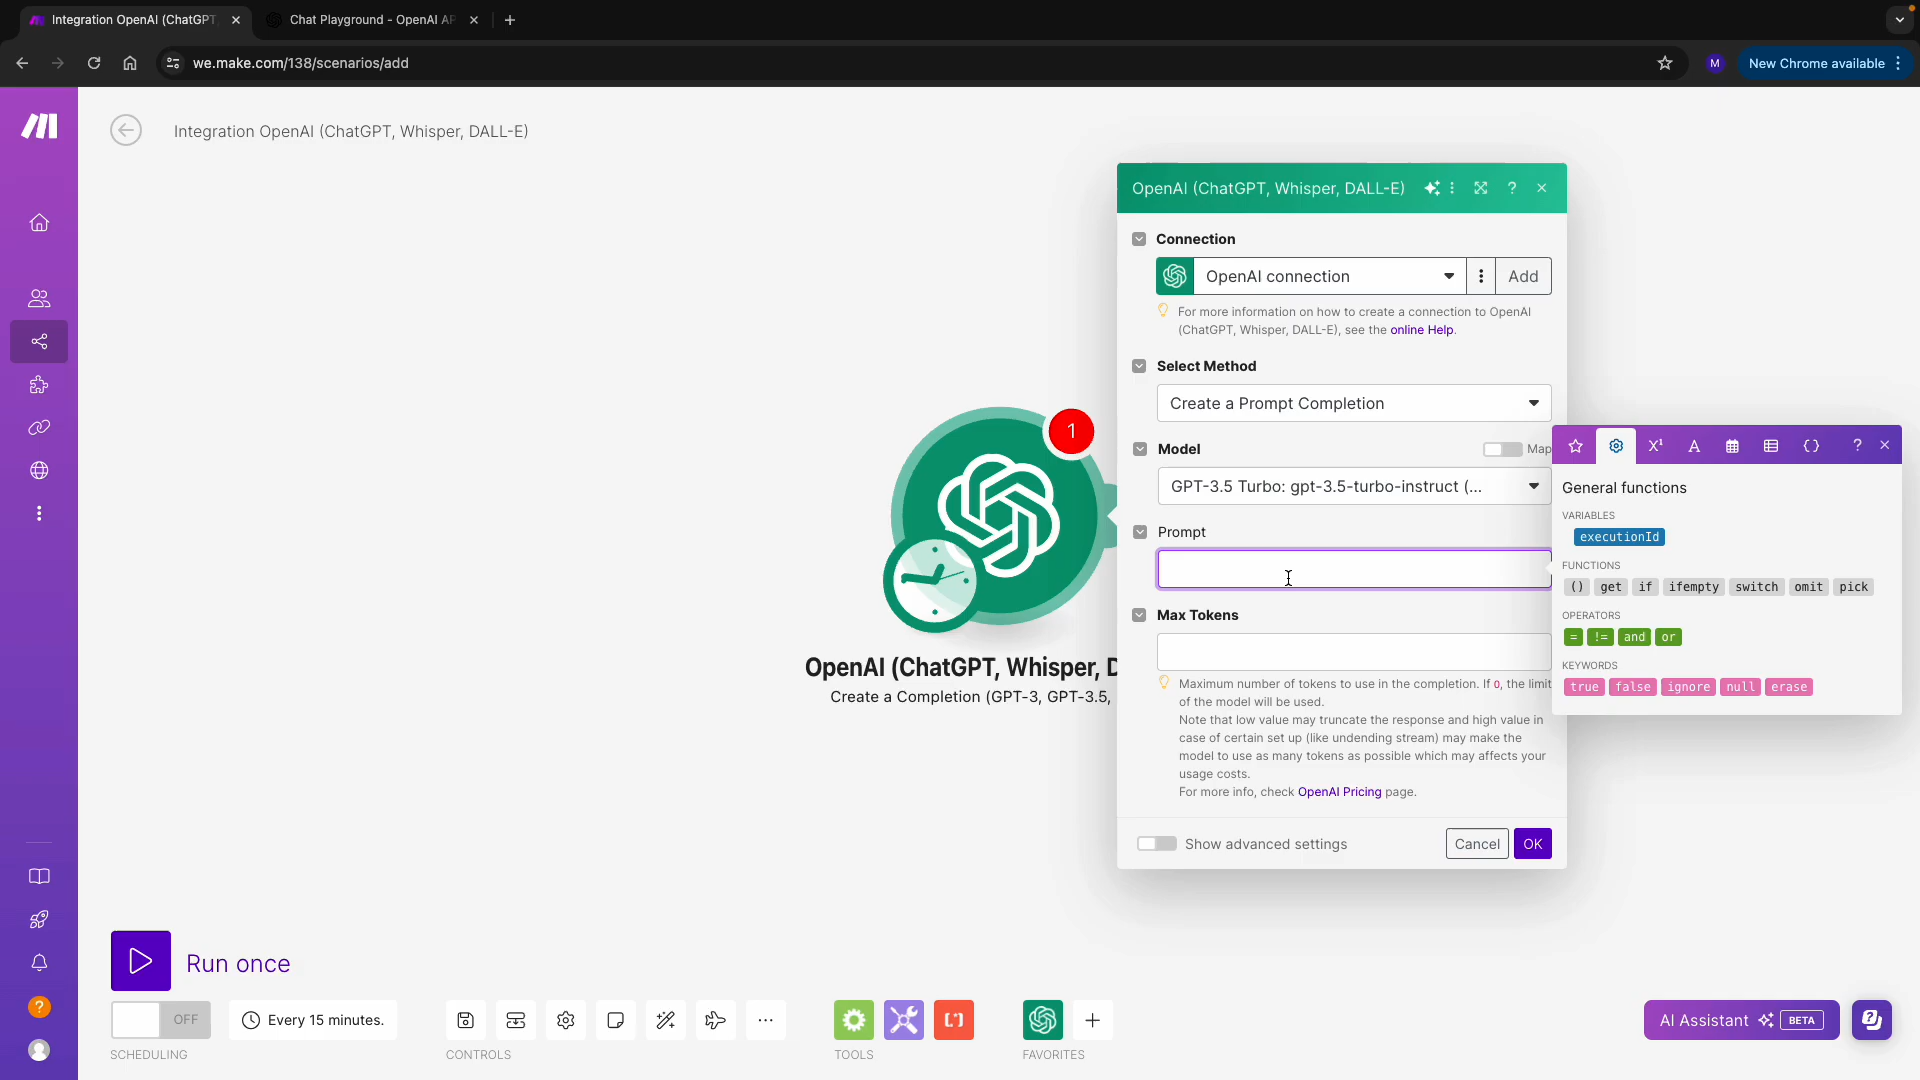 Integration OpenAI (ChatGPT,
Chat Playground - OpenAI AP
we.make.com/138/scenarios/add
M
New Chrome available
Integration OpenAI (ChatGPT, Whisper, DALL-E)
OpenAI (ChatGPT, Whisper, DALL-E)
?
Connection
OpenAI connection
Add
For more information on how to create a connection to OpenAI
(ChatGPT, Whisper, DALL-E), see the online Help.
Select Method
Create a Prompt Completion
1
Model
Map
GPT-3.5 Turbo: gpt-3.5-turbo-instruct (...
Prompt
Max Tokens
Maximum number of tokens to use in the completion. If 0, the limit
of the model will be used.
Note that low value may truncate the response and high value in
case of certain set up (like undending stream) may make the
model to use as many tokens as possible which may affects your
usage costs.
For more info, check OpenAI Pricing page.
Show advanced settings
Cancel
OK
X¹
A
{}
?
General functions
VARIABLES
executionId
FUNCTIONS
() get if ifempty switch omit pick
OPERATORS
= != and or
KEYWORDS
true false ignore null erase
OpenAI (ChatGPT, Whisper, D
Create a Completion (GPT-3, GPT-3.5,
Run once
OFF
Every 15 minutes.
SCHEDULING
CONTROLS
TOOLS
FAVORITES
AI Assistant
BETA
?